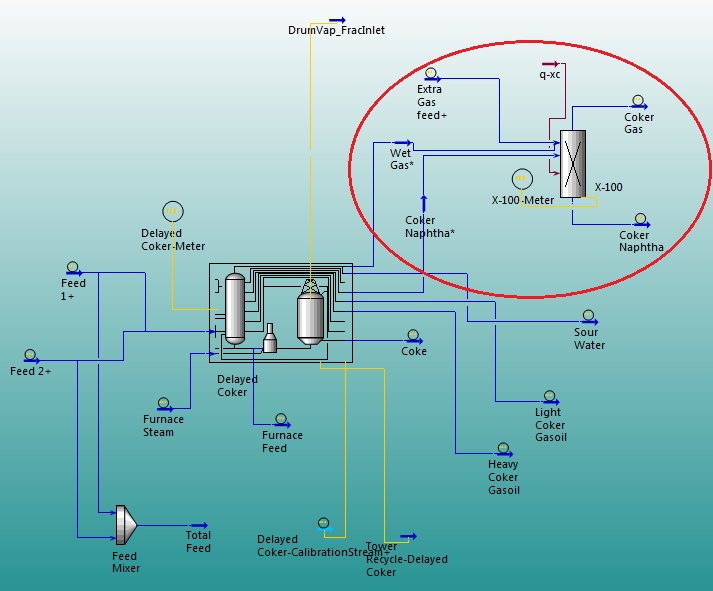 DrumVap_FracInlet
q-xc
Extra
Gas
feed+
Coker
Gas
Wet
Gas*
X-100
X-100-Meter
Coker
Naphtha*
Coker
Naphtha
Delayed
Coker-Meter
Feed
1+
Sour
Water
Feed 2+
Coke
Delayed
Coker
Furnace
Steam
Furnace
Feed
Light
Coker
Gasoil
Heavy
Coker
Gasoil
Total
Feed
Feed
Mixer
Delayed
Coker-CalibrationStream+
Tower
Recycle-Delayed
Coker